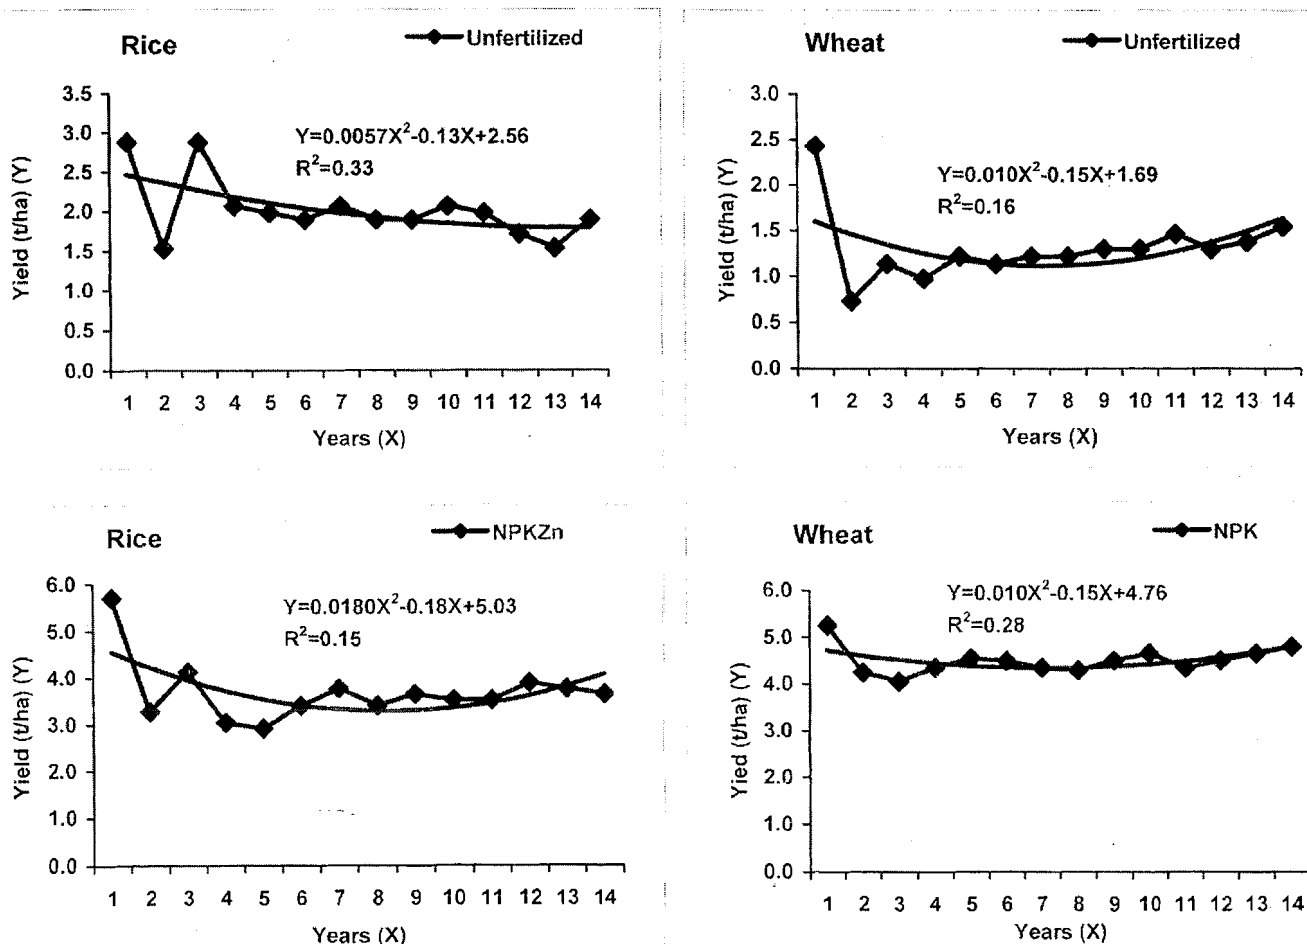 Rice
Unfertilized
Y=0.0057X²-0.13X+2.56
R²=0.33
Yield (t/ha) (Y)
3.5
3.0
2.5
2.0
1.5
1.0
0.5
0.0
1 2 3 4 5 6 7 8 9 10 11 12 13 14
Years (X)
Wheat
Unfertilized
Y=0.010X²-0.15X+1.69
R²=0.16
Yield (t/ha) (Y)
3.0
2.5
2.0
1.5
1.0
0.5
0.0
1 2 3 4 5 6 7 8 9 10 11 12 13 14
Years (X)
Rice
NPKZn
Y=0.0180X²-0.18X+5.03
R²=0.15
Yield (t/ha) (Y)
6.0
5.0
4.0
3.0
2.0
1.0
0.0
1 2 3 4 5 6 7 8 9 10 11 12 13 14
Years (X)
Wheat
NPK
Y=0.010X²-0.15X+4.76
R²=0.28
Yied (t/ha) (Y)
6.0
5.0
4.0
3.0
2.0
1.0
0.0
1 2 3 4 5 6 7 8 9 10 11 12 13 14
Years (X)